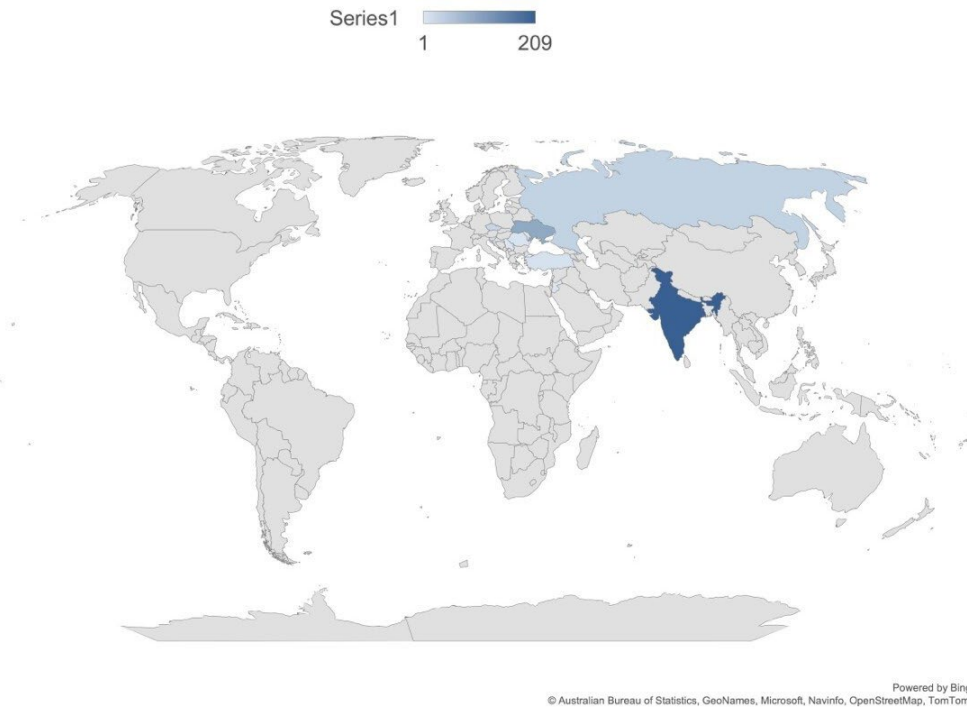 Series1
1 209
Powered by Bing
© Australian Bureau of Statistics, GeoNames, Microsoft, Navinfo, OpenStreetMap, TomTom